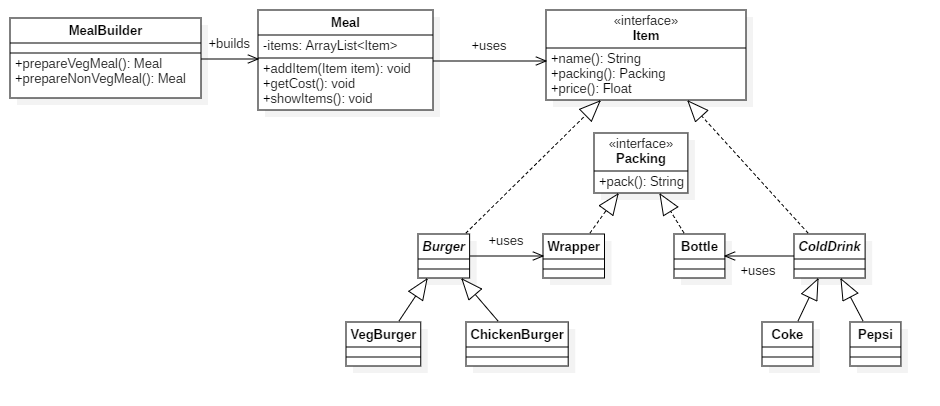 MealBuilder
+prepareVegMeal(): Meal
+prepareNonVegMeal(): Meal
+builds
Meal
-items: ArrayList<Item>
+addItem(Item item): void
+getCost(): void
+showItems(): void
+uses
«interface»
Item
+name(): String
+packing(): Packing
+price(): Float
«interface»
Packing
+pack(): String
Burger
+uses
Wrapper
Bottle
+uses
ColdDrink
VegBurger
ChickenBurger
Coke
Pepsi